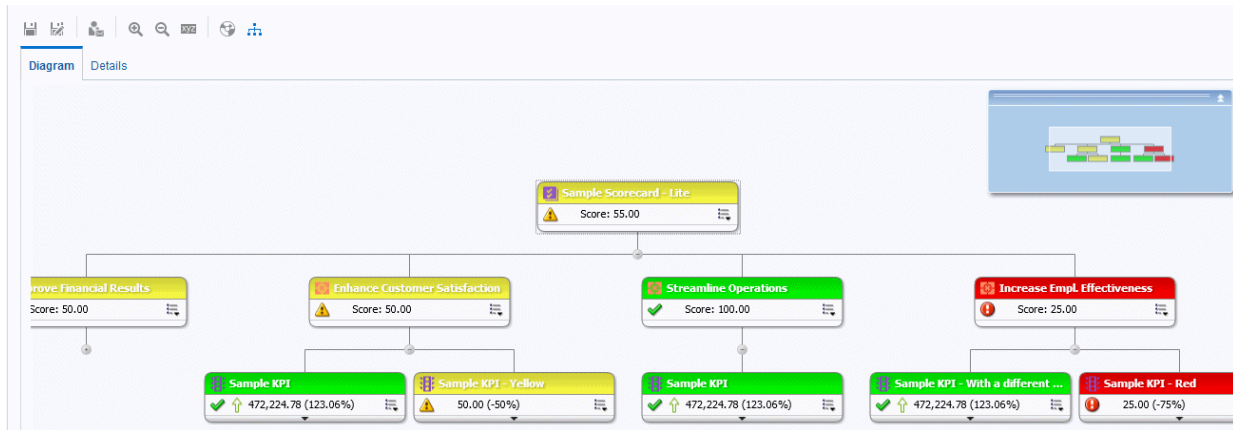 xyz
Diagram
Details
Sample Scorecard - Lite
Score: 55.00
rove Financial Results
Score: 50.00
Enhance Customer Satisfaction
Score: 50.00
Streamline Operations
Score: 100.00
Increase Empl. Effectiveness
Score: 25.00
Sample KPI
472,224.78 (123.06%)
Sample KPI - Yellow
50.00 (-50%)
Sample KPI
472,224.78 (123.06%)
Sample KPI - With a different ...
472,224.78 (123.06%)
Sample KPI - Red
25.00 (-75%)